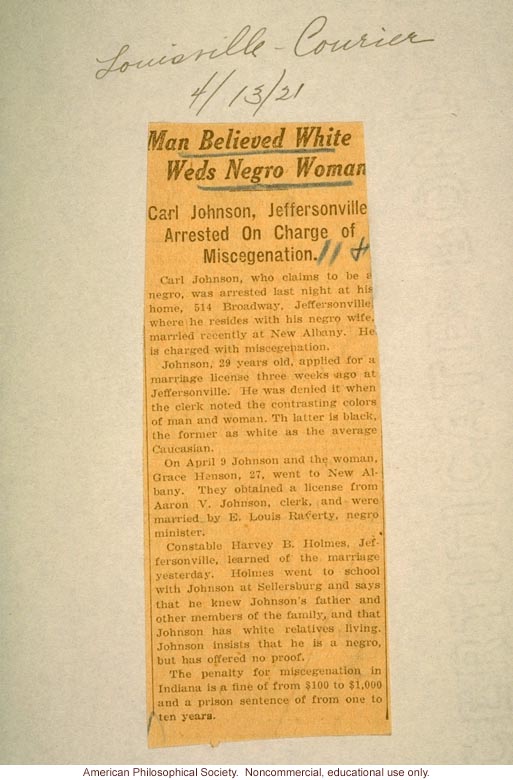 Louisville - Courier
4/13/21
Man Believed White
Weds Negro Woman
Carl Johnson, Jeffersonville
Arrested On Charge of
Miscegenation.
Carl Johnson, who claims to be a
negro, was arrested last night at his
home, 514 Broadway, Jeffersonville,
where he resides with his negro wife,
married recently at New Albany. He
is charged with miscegenation.
Johnson, 29 years old, applied for a
marriage license three weeks ago at
Jeffersonville. He was denied it when
the clerk noted the contrasting colors
of man and woman. Th latter is black,
the former as white as the average
Caucasian.
On April 9 Johnson and the woman,
Grace Henson, 27, went to New Al-
bany. They obtained a license from
Aaron V. Johnson, clerk, and were
married by E. Louis Rafferty, negro
minister.
Constable Harvey B. Holmes, Jef-
fersonville, learned of the marriage
yesterday. Holmes went to school
with Johnson at Sellersburg and says
that he knew Johnson's father and
other members of the family, and that
Johnson has white relatives living.
Johnson insists that he is a negro,
but has offered no proof.
The penalty for miscegenation in
Indiana is a fine of from $100 to $1,000
and a prison sentence of from one to
ten years.
American Philosophical Society. Noncommercial, educational use only.